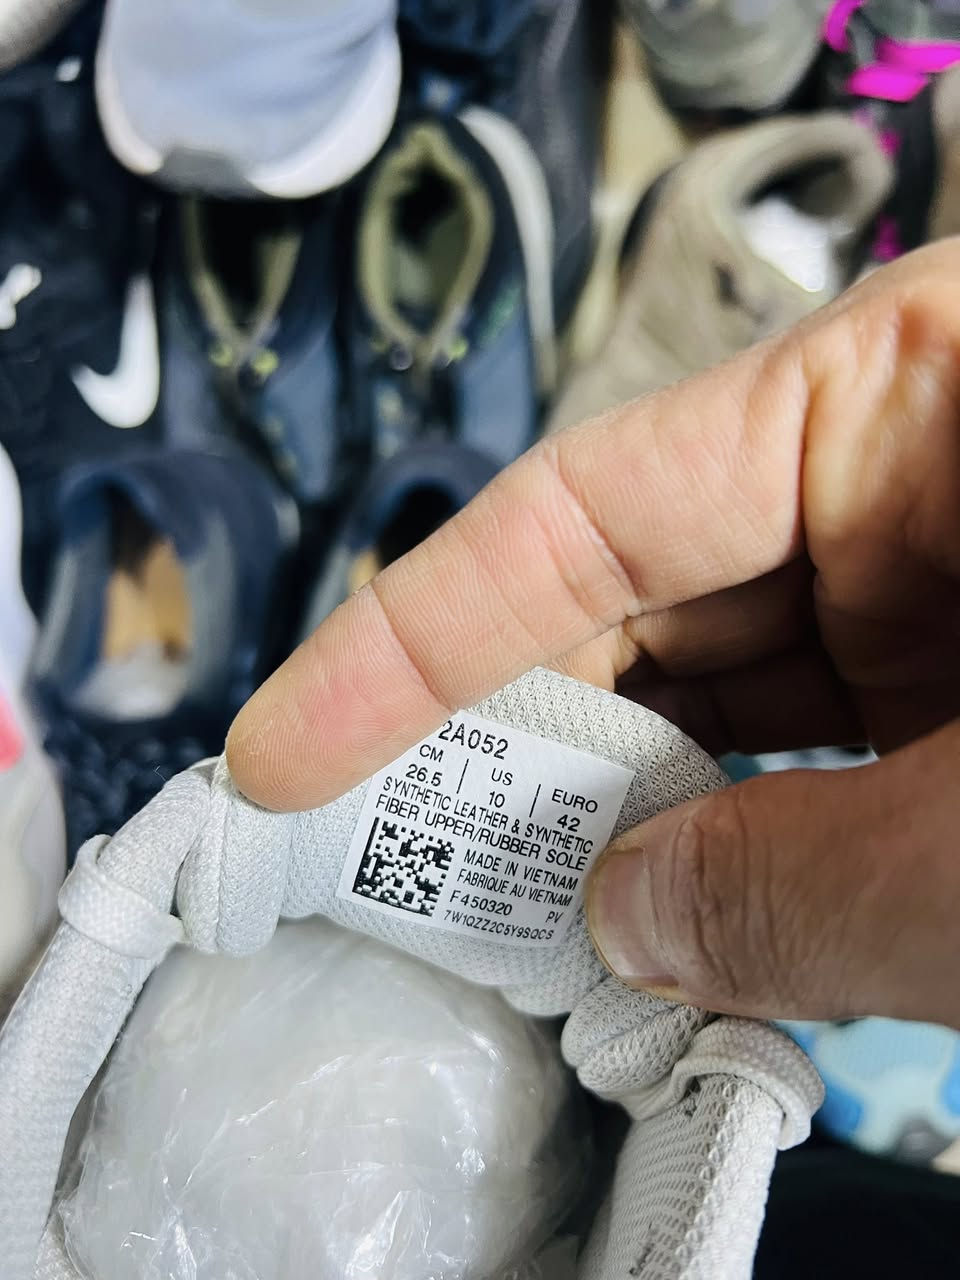 2A052
CM | US | EURO
26.5 | 10 | 42
SYNTHETIC LEATHER & SYNTHETIC
FIBER UPPER/RUBBER SOLE
MADE IN VIETNAM
FABRIQUE AU VIETNAM
F450320 PV
7W1QZZ2C5Y9SQCS